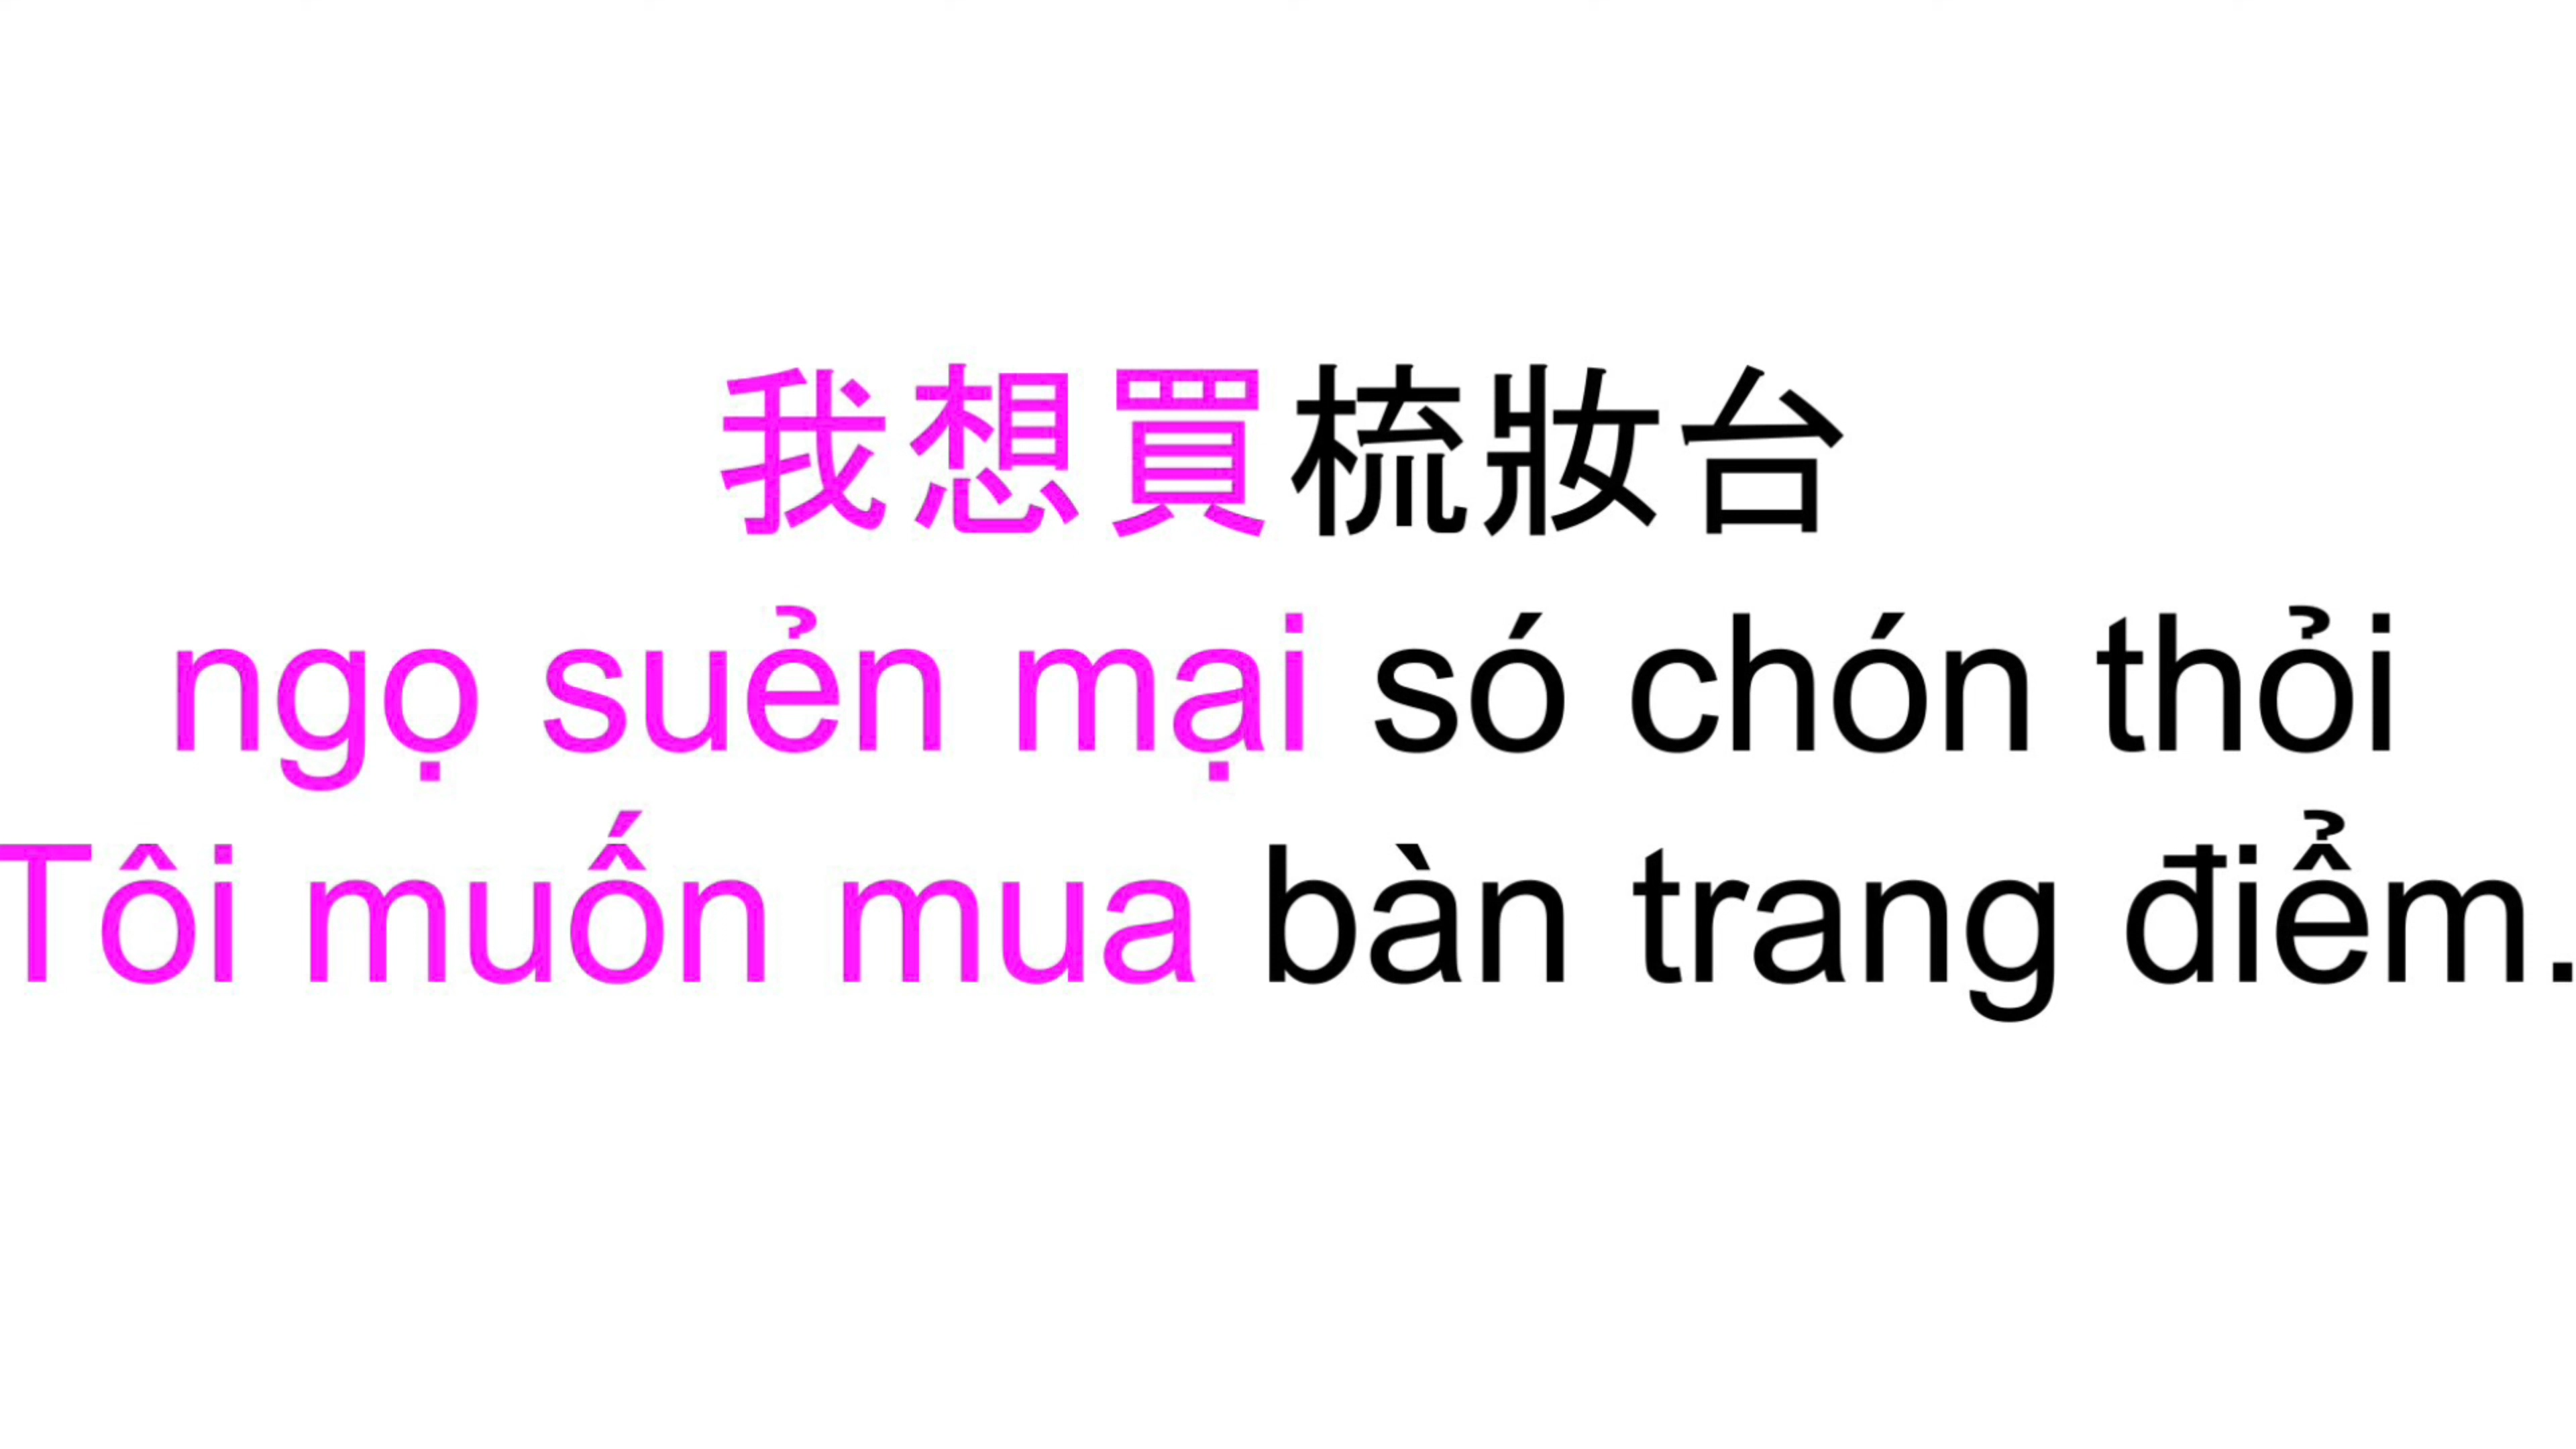 我想買梳妝台
ngọ suẻn mại só chón thỏi
Tôi muốn mua bàn trang điểm.